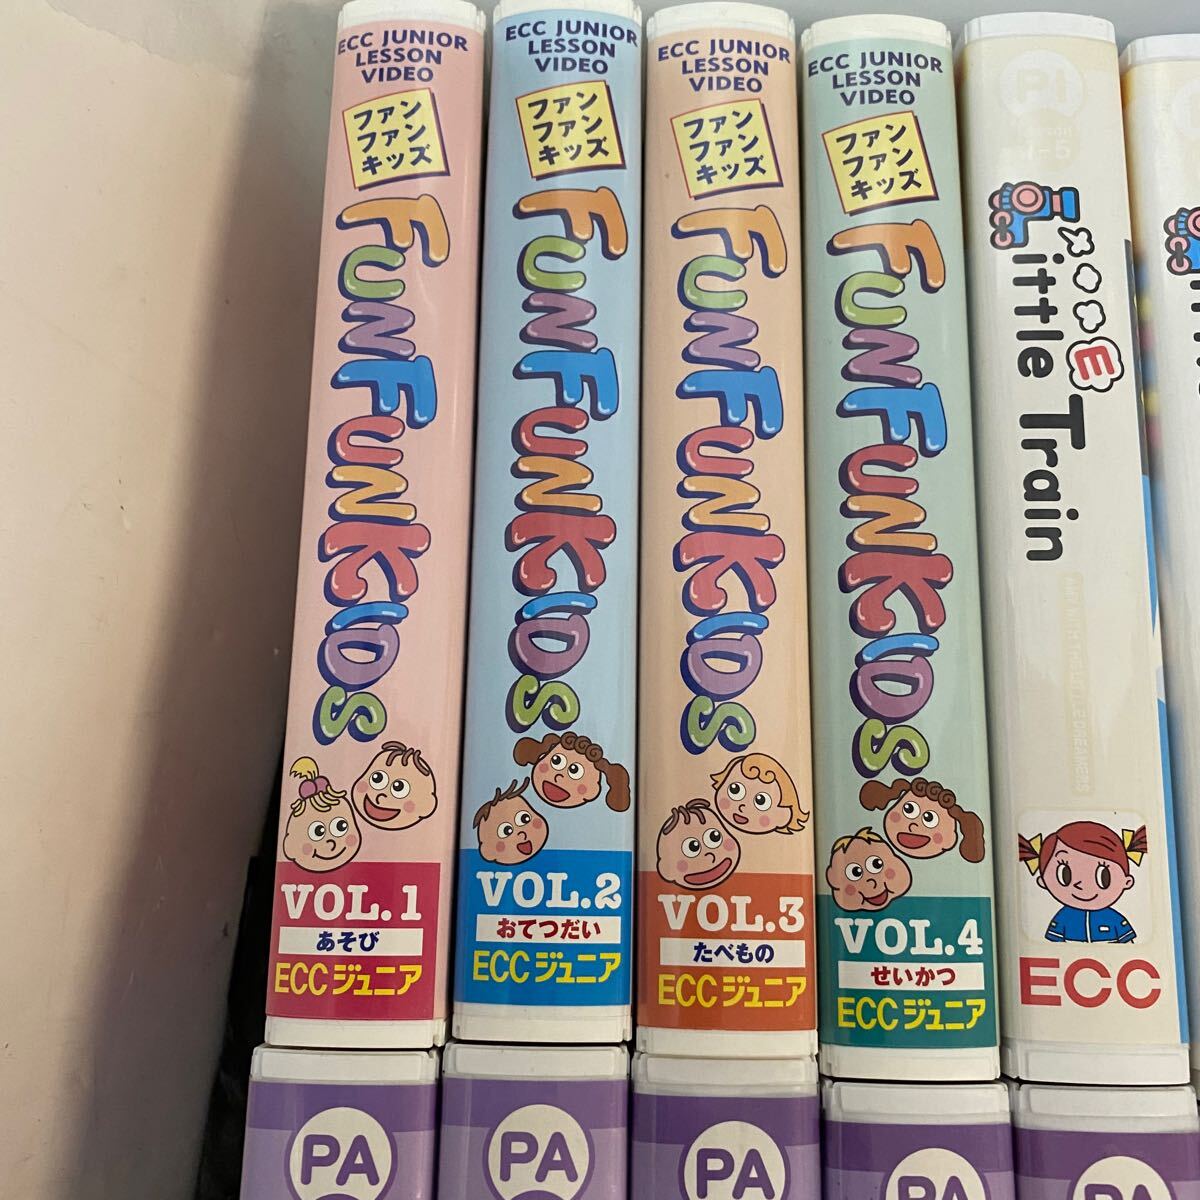 ECC JUNIOR
LESSON
VIDEO
ファン
ファン
キッズ
FUNFUNKIDS
VOL.1
あそび
ECCジュニア
ECC JUNIOR
LESSON
VIDEO
ファン
ファン
キッズ
FUNFUNKIDS
VOL.2
おてつだい
ECCジュニア
ECC JUNIOR
LESSON
VIDEO
ファン
ファン
キッズ
FUNFUNKIDS
VOL.3
たべもの
ECCジュニア
ECC JUNIOR
LESSON
VIDEO
ファン
ファン
キッズ
FUNFUNKIDS
VOL.4
せいかつ
ECCジュニア
PI
Little Train
E
ECC
PA
PA
PA
PA
PA